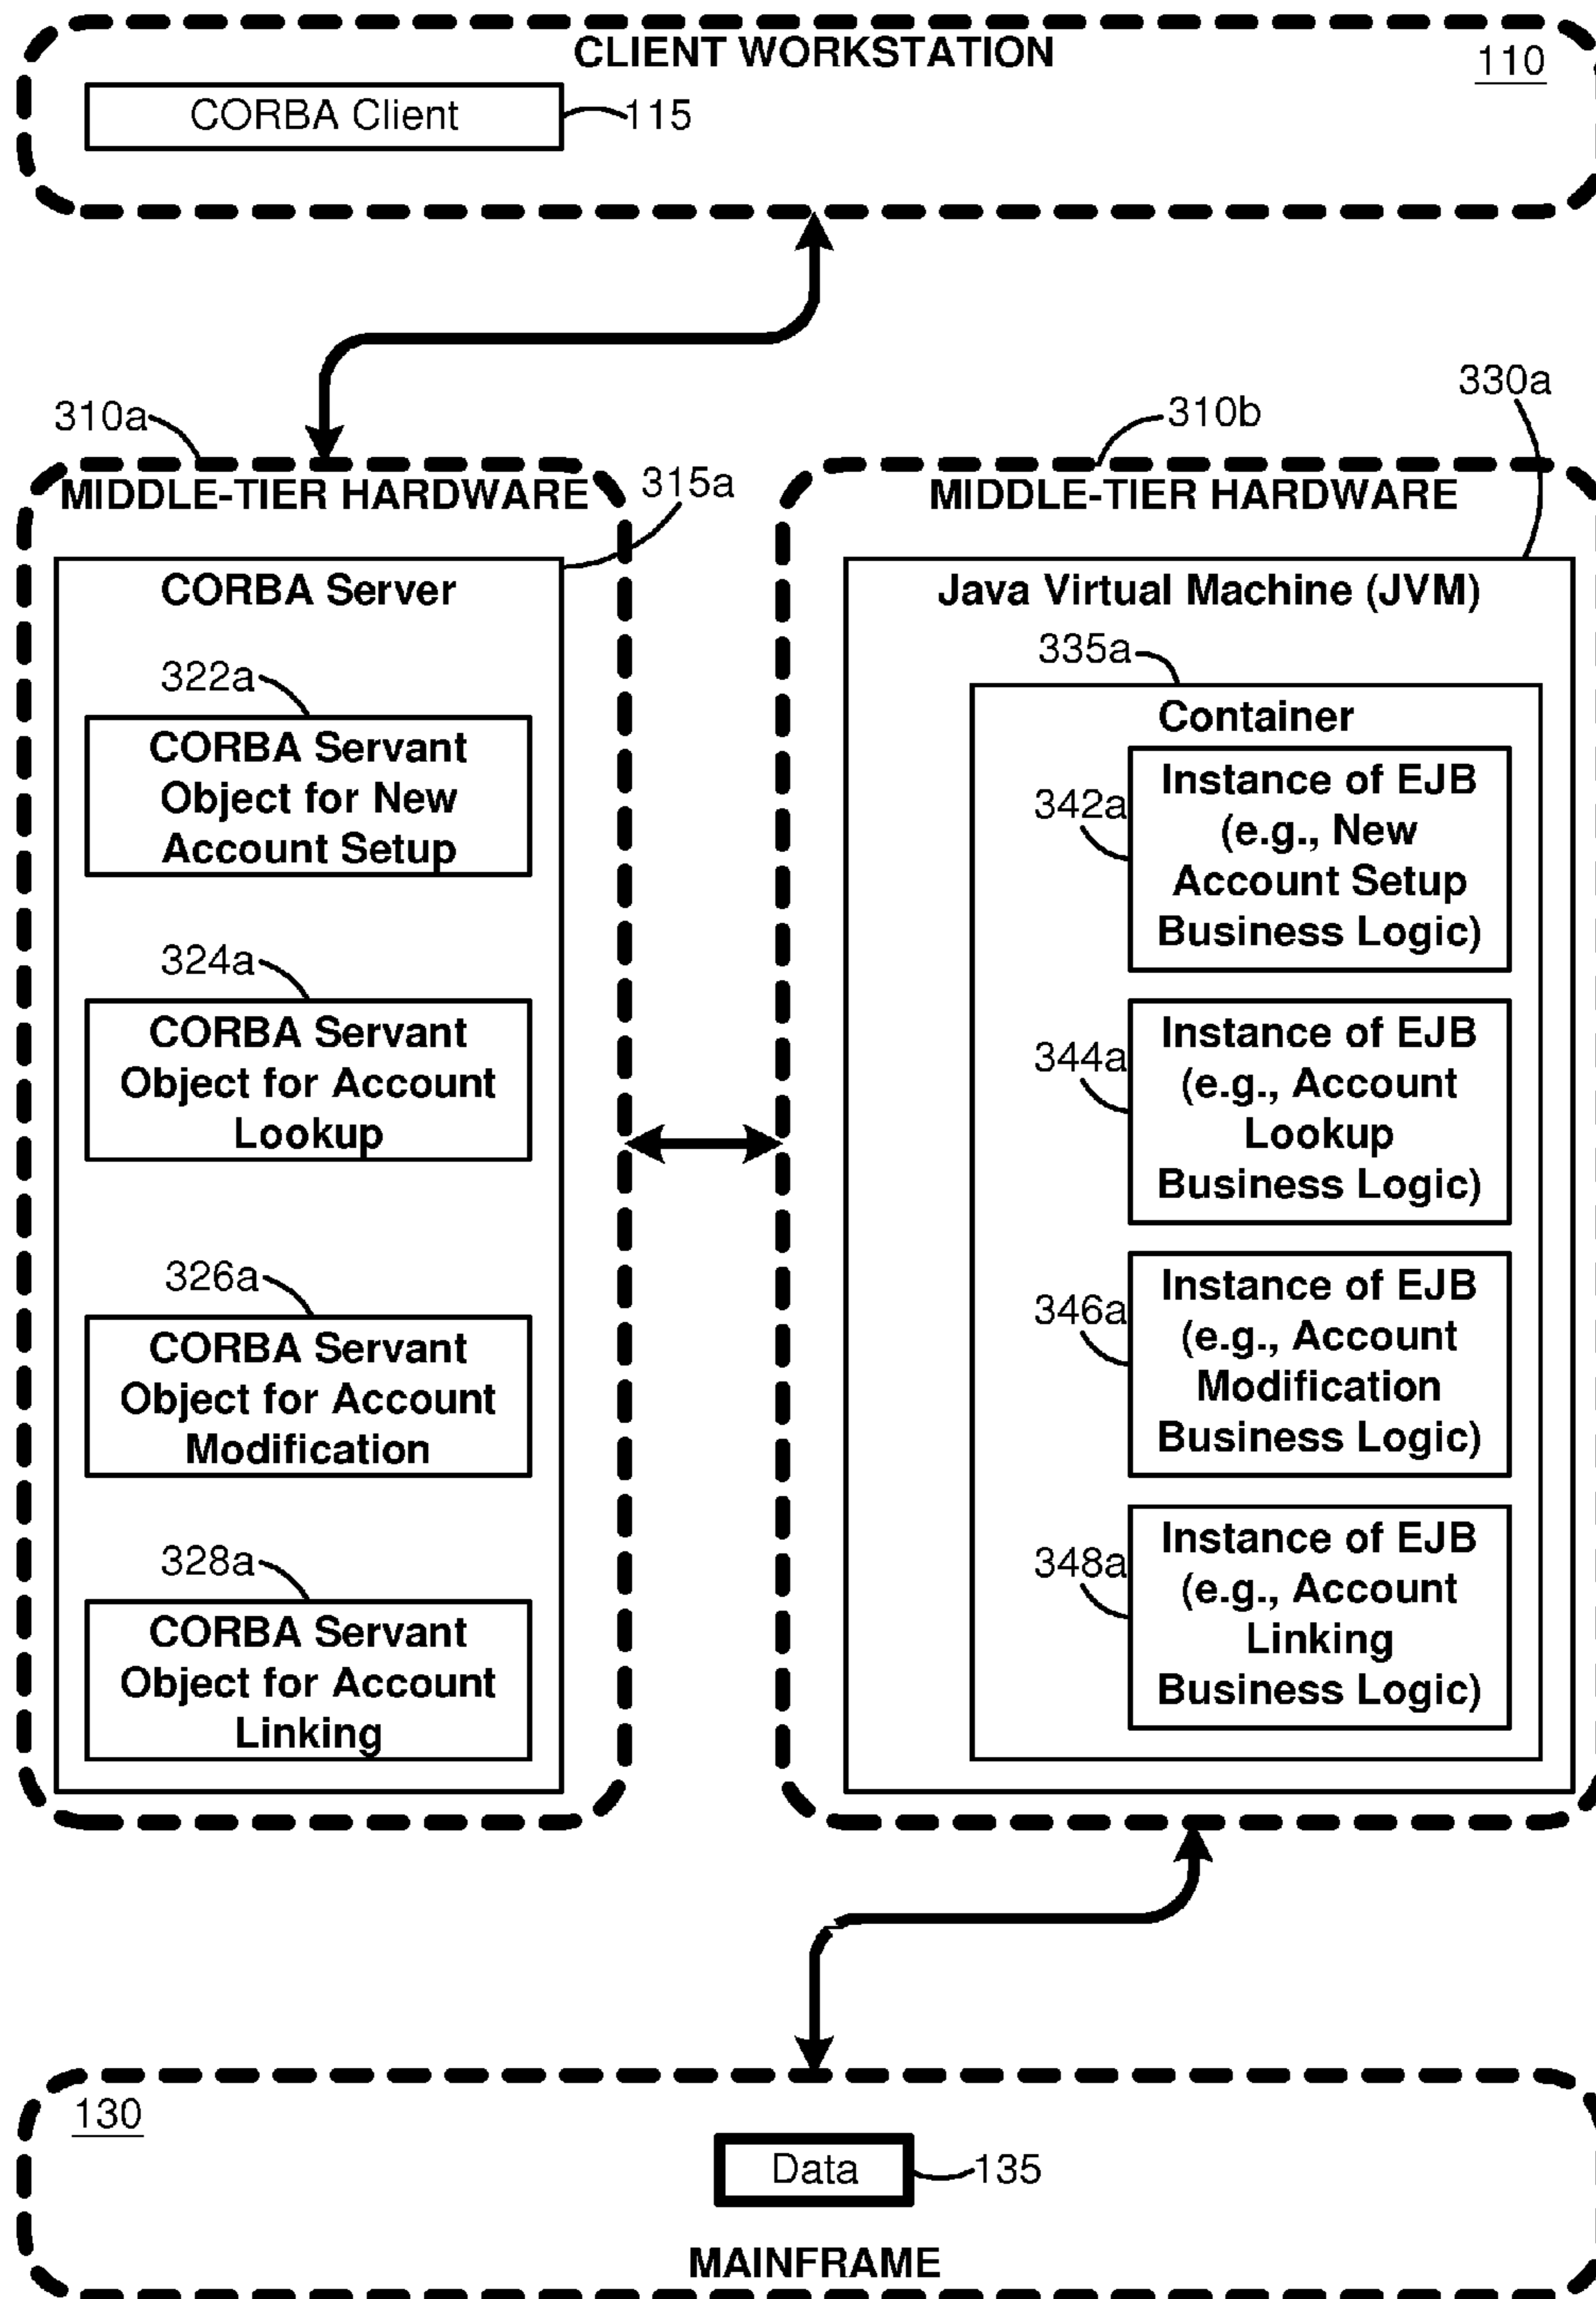 CLIENT WORKSTATION
110
CORBA Client
115
310a
310b
330a
MIDDLE-TIER HARDWARE
315a
CORBA Server
322a
CORBA Servant
Object for New
Account Setup
324a
CORBA Servant
Object for Account
Lookup
326a
CORBA Servant
Object for Account
Modification
328a
CORBA Servant
Object for Account
Linking
MIDDLE-TIER HARDWARE
Java Virtual Machine (JVM)
335a
Container
342a
Instance of EJB
(e.g., New
Account Setup
Business Logic)
344a
Instance of EJB
(e.g., Account
Lookup
Business Logic)
346a
Instance of EJB
(e.g., Account
Modification
Business Logic)
348a
Instance of EJB
(e.g., Account
Linking
Business Logic)
130
Data
135
MAINFRAME